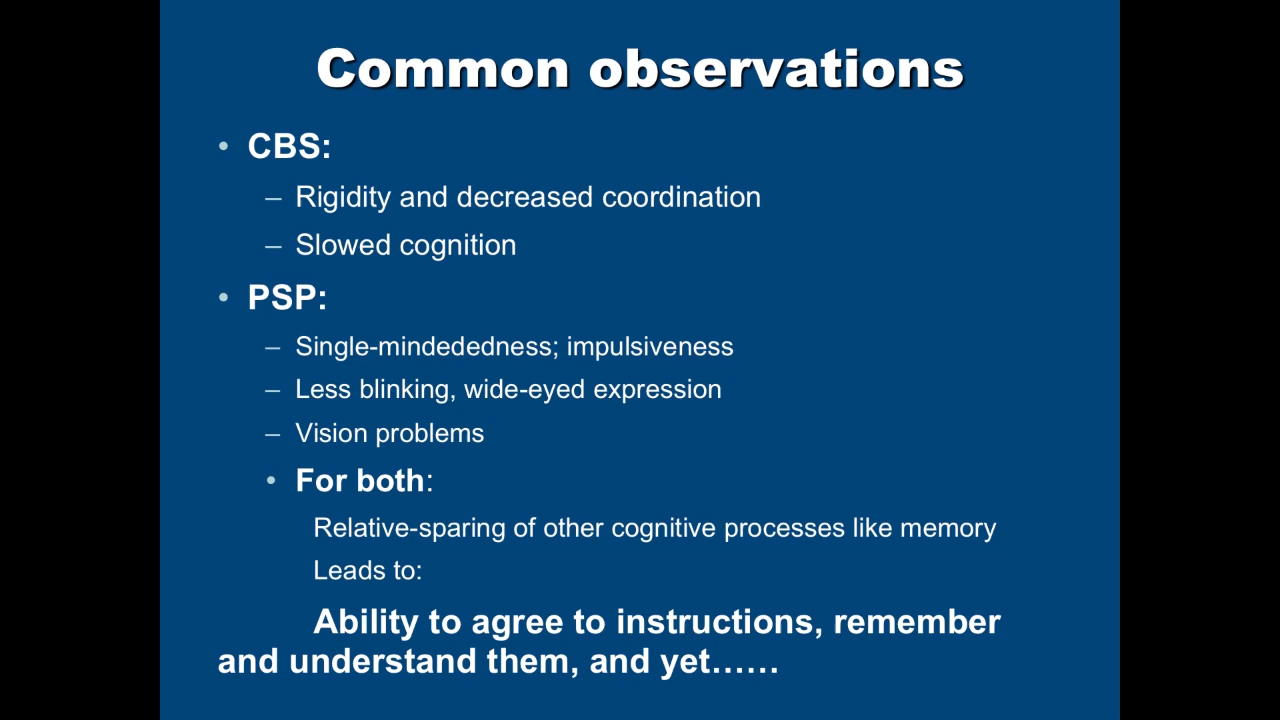 Common observations
• CBS:
– Rigidity and decreased coordination
– Slowed cognition
• PSP:
– Single-mindededness; impulsiveness
– Less blinking, wide-eyed expression
– Vision problems
• For both:
Relative-sparing of other cognitive processes like memory
Leads to:
Ability to agree to instructions, remember
and understand them, and yet……